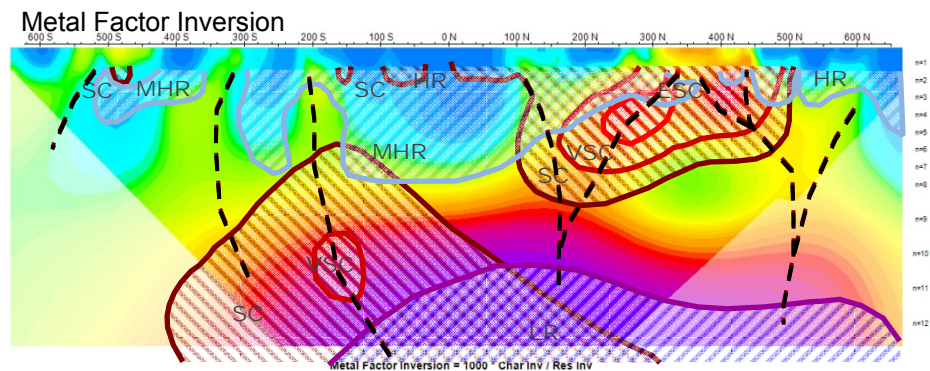 Metal Factor Inversion
600 S 500 S 400 S 300 S 200 S 100 S 0 N 100 N 200 N 300 N 400 N 500 N 600 N
n=1
SC MHR SC HR ESC HR
n=2
n=3
n=4
n=5
MHR VSC
n=6
n=7
SC
n=8
n=9
n=10
VSC
n=11
SC
n=12
LR
Metal Factor Inversion = 1000 * Char Inv / Res Inv